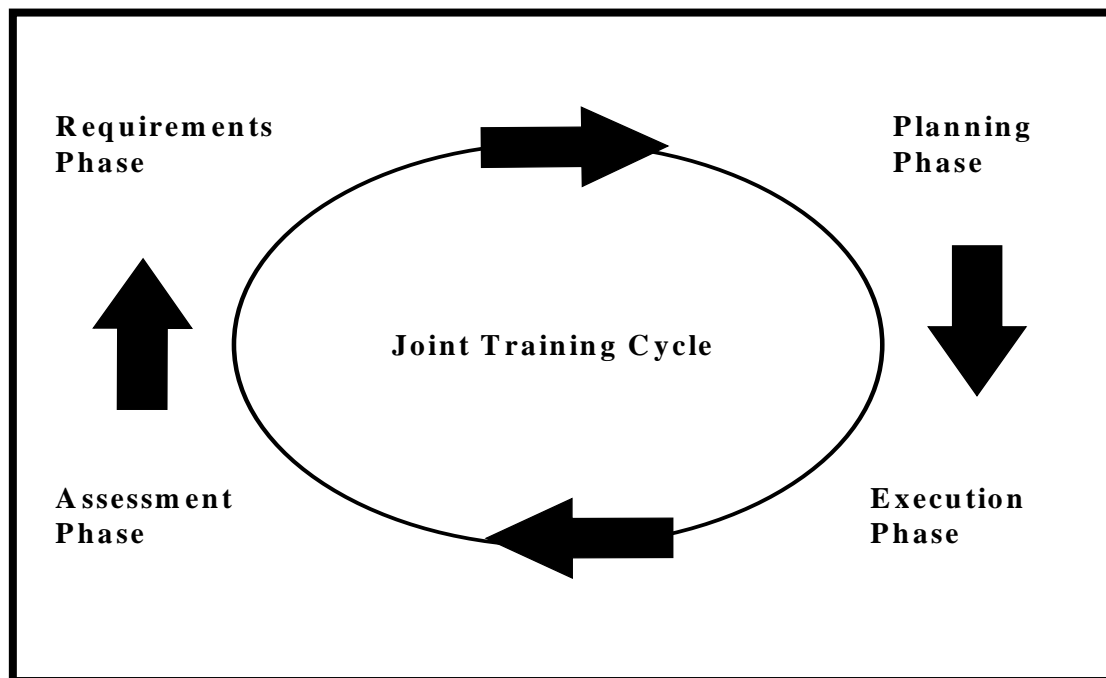 Requirements
Phase
Planning
Phase
Joint Training Cycle
Assessment
Phase
Execution
Phase